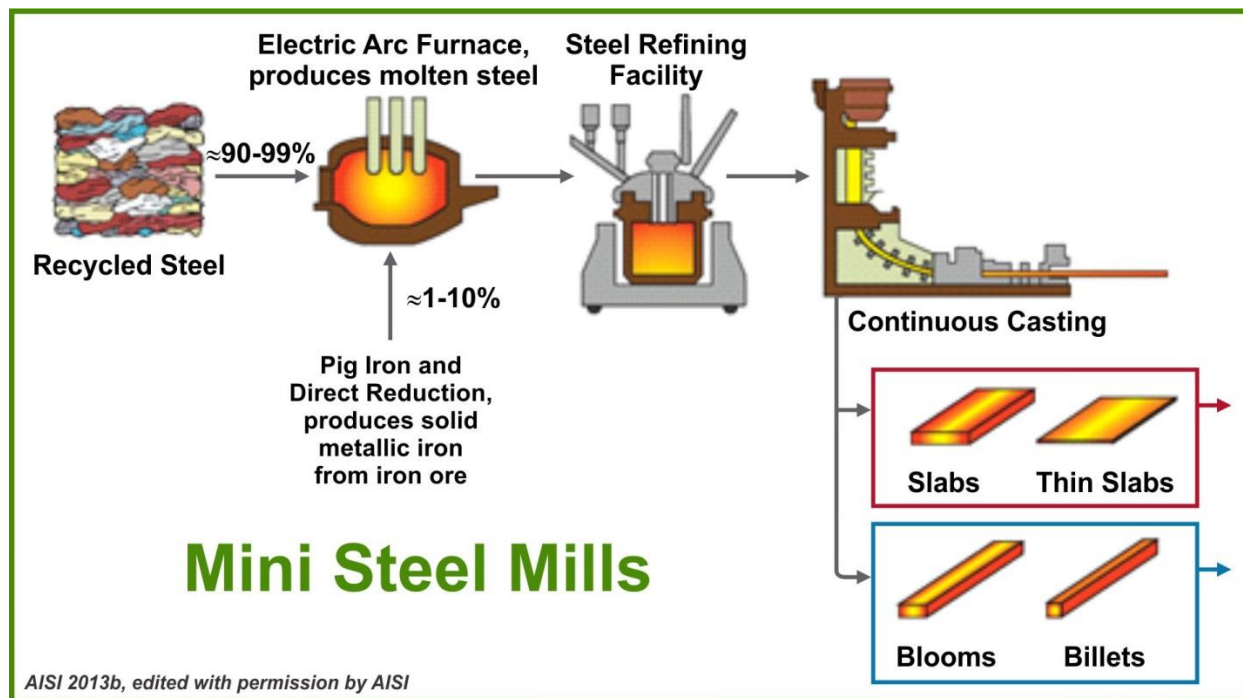 Electric Arc Furnace,
produces molten steel
Steel Refining
Facility
≈90-99%
Recycled Steel
≈1-10%
Pig Iron and
Direct Reduction,
produces solid
metallic iron
from iron ore
Continuous Casting
Slabs
Thin Slabs
Blooms
Billets
Mini Steel Mills
AISI 2013b, edited with permission by AISI